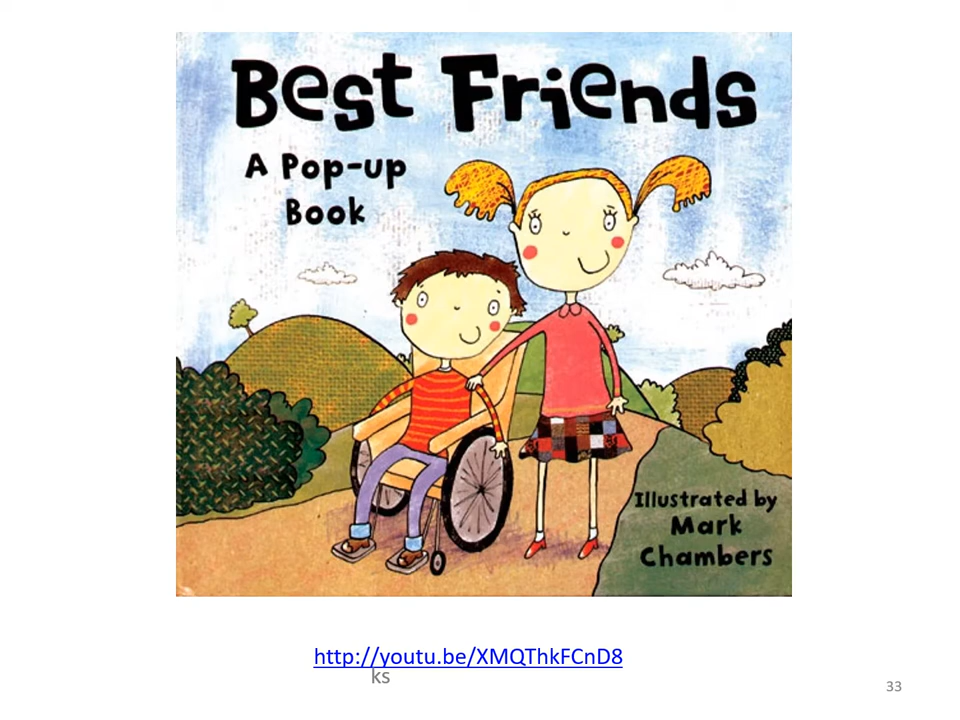 Best Friends
A Pop-up
Book
Illustrated by
Mark
Chambers
http://youtu.be/XMQThkFCnD8
ks
33